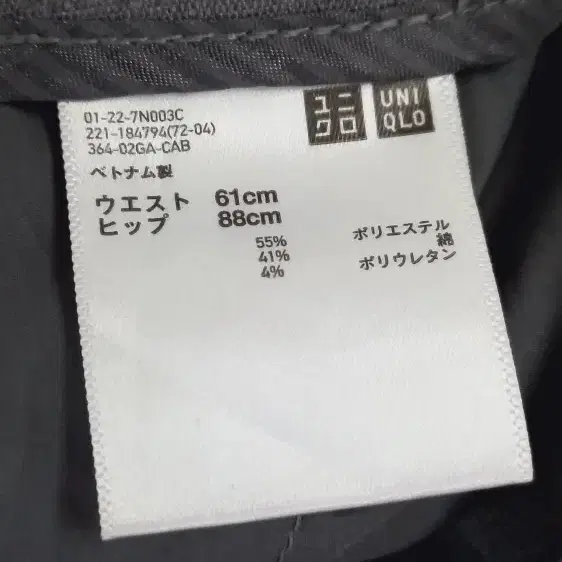 01-22-7N003C
221-184794(72-04)
364-02GA-CAB
ユニクロ
UNIQLO
ベトナム製
ウエスト 61cm
ヒップ 88cm
55% ポリエステル
41% 綿
4% ポリウレタン